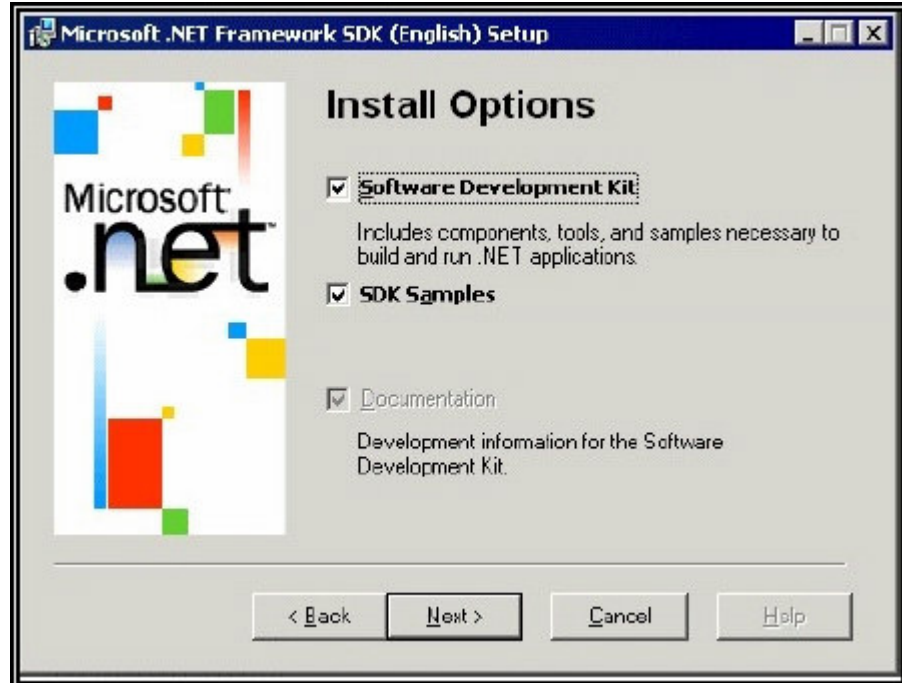 Microsoft .NET Framework SDK (English) Setup
Install Options
Microsoft
.net
Software Development Kit
Includes components, tools, and samples necessary to
build and run .NET applications.
SDK Samples
Documentation
Development information for the Software
Development Kit.
< Back
Next >
Cancel
Help